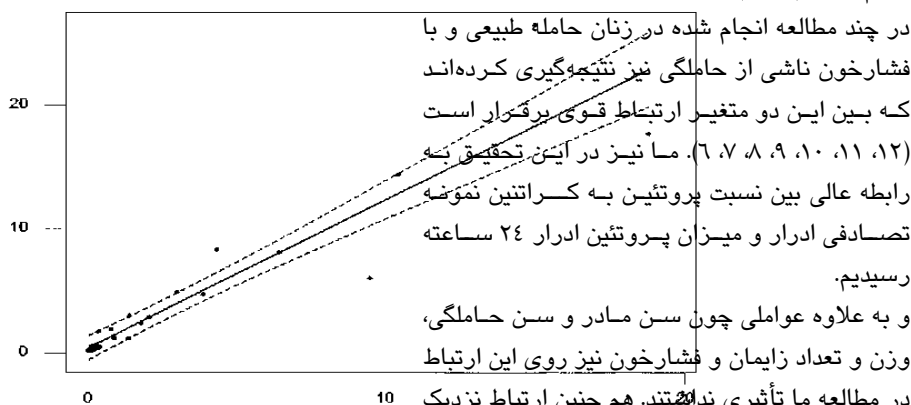 در چند مطالعه انجام شده در زنان حامله طبیعی و با
فشارخون ناشی از حاملگی نیز نتیجه‌گیری کرده‌اند
که بین این دو متغیر ارتباط قوی برقرار است
(۱۲، ۱۱، ۱۰، ۹، ۸، ۷، ٦). ما نیز در این تحقیق به
رابطه عالی بین نسبت پروتئین به کراتنین نمونه
تصادفی ادرار و میزان پروتئین ادرار ۲٤ ساعته
رسیدیم.
و به علاوه عواملی چون سن مادر و سن حاملگی،
وزن و تعداد زایمان و فشارخون نیز روی این ارتباط
در مطالعه ما تأثیری نداشتند. هم چنین ارتباط نزدیک
20
10
0
0
10
20